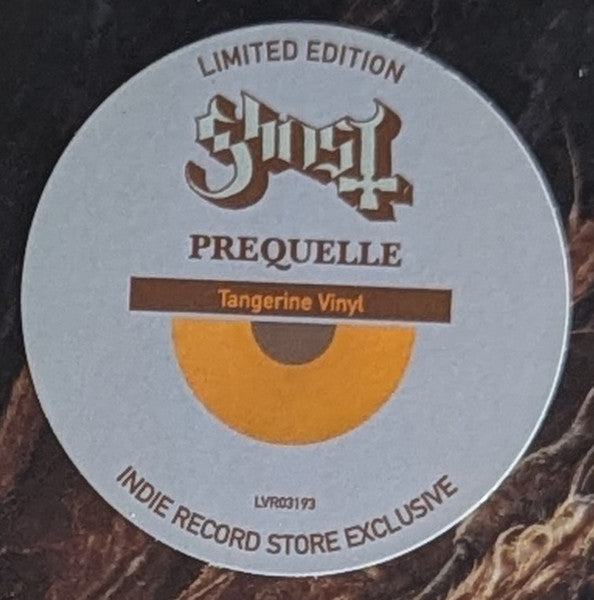 LIMITED EDITION
Ghost
PREQUELLE
Tangerine Vinyl
LVR03193
INDIE RECORD STORE EXCLUSIVE